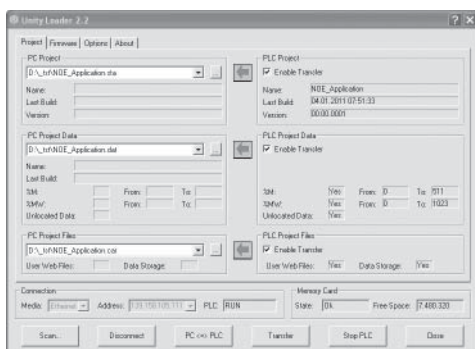 Unity Loader 2.2
Project Firmware Options About
PC Project
D:\_tst\NOE_Application.sta
Name:
Last Build:
Version:
PLC Project
Enable Transfer
Name: NOE_Application
Last Build: 04.01.2011 07:51:33
Version: 00.00.0001
PC Project Data
D:\_tst\NOE_Application.dat
Name:
Last Build:
%M: From: To:
%MW: From: To:
Unlocated Data:
PLC Project Data
Enable Transfer
%M: Yes From: 0 To: 511
%MW: Yes From: 0 To: 1023
Unlocated Data: Yes
PC Project Files
D:\_tst\NOE_Application.car
User Web Files: Data Storage:
PLC Project Files
Enable Transfer
User Web Files: Yes Data Storage: Yes
Connection
Media: Ethernet Address: PLC: RUN
Memory Card
State: Ok Free Space: 7,480,320
Scan... Disconnect PC <=> PLC Transfer Stop PLC Close